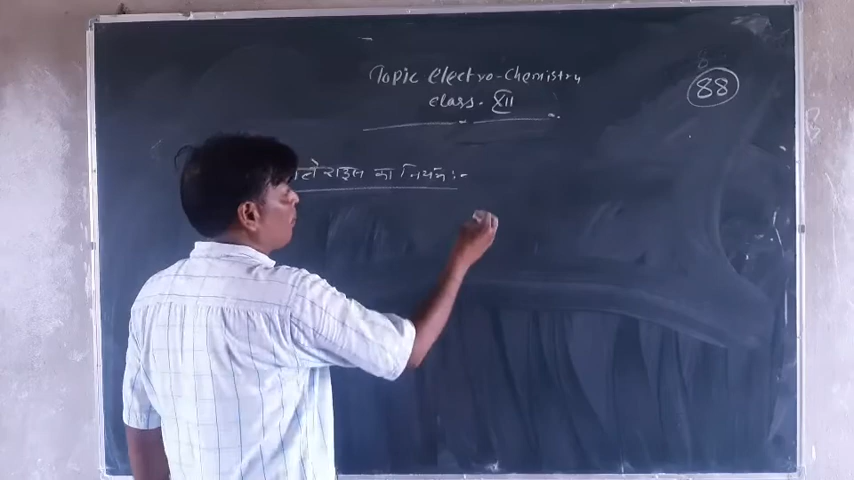 Topic Electro-Chemistry
Class - XII
88
राइस का नियम :-